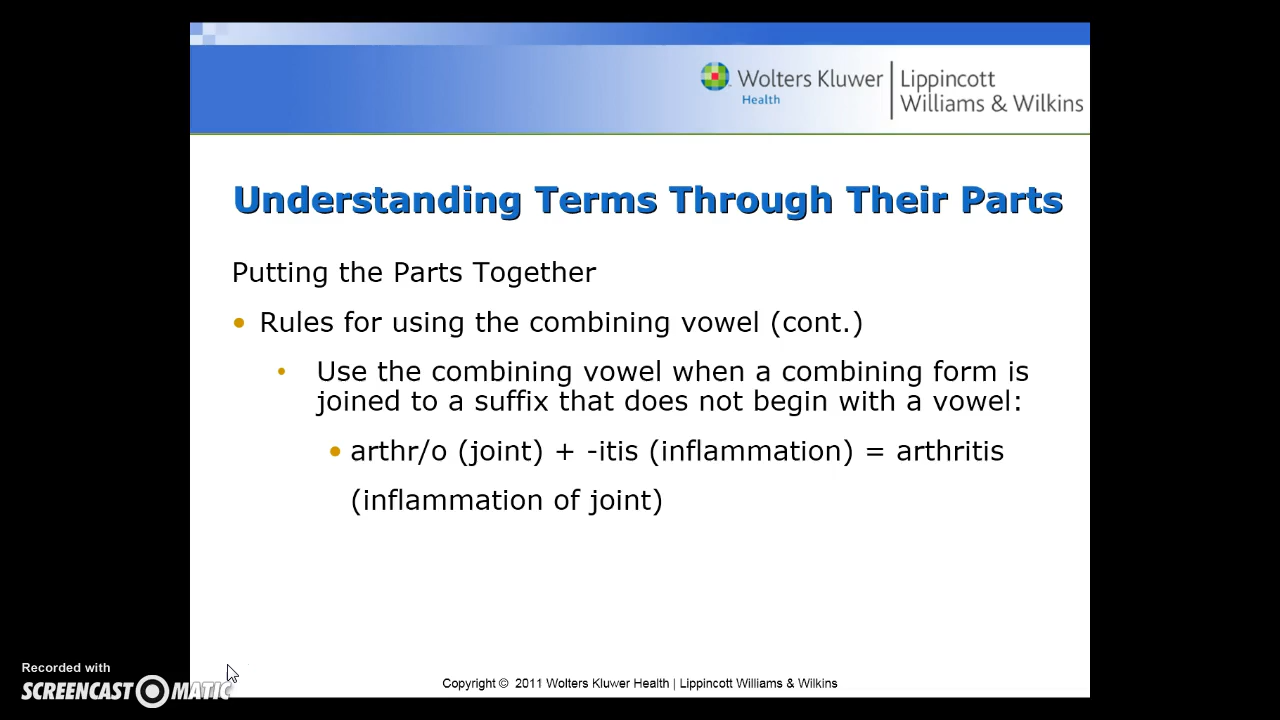 Wolters Kluwer
Health
Lippincott
Williams & Wilkins
Understanding Terms Through Their Parts
Putting the Parts Together
• Rules for using the combining vowel (cont.)
• Use the combining vowel when a combining form is
joined to a suffix that does not begin with a vowel:
• arthr/o (joint) + -itis (inflammation) = arthritis
(inflammation of joint)
Recorded with
SCREENCAST MATIC
Copyright © 2011 Wolters Kluwer Health | Lippincott Williams & Wilkins